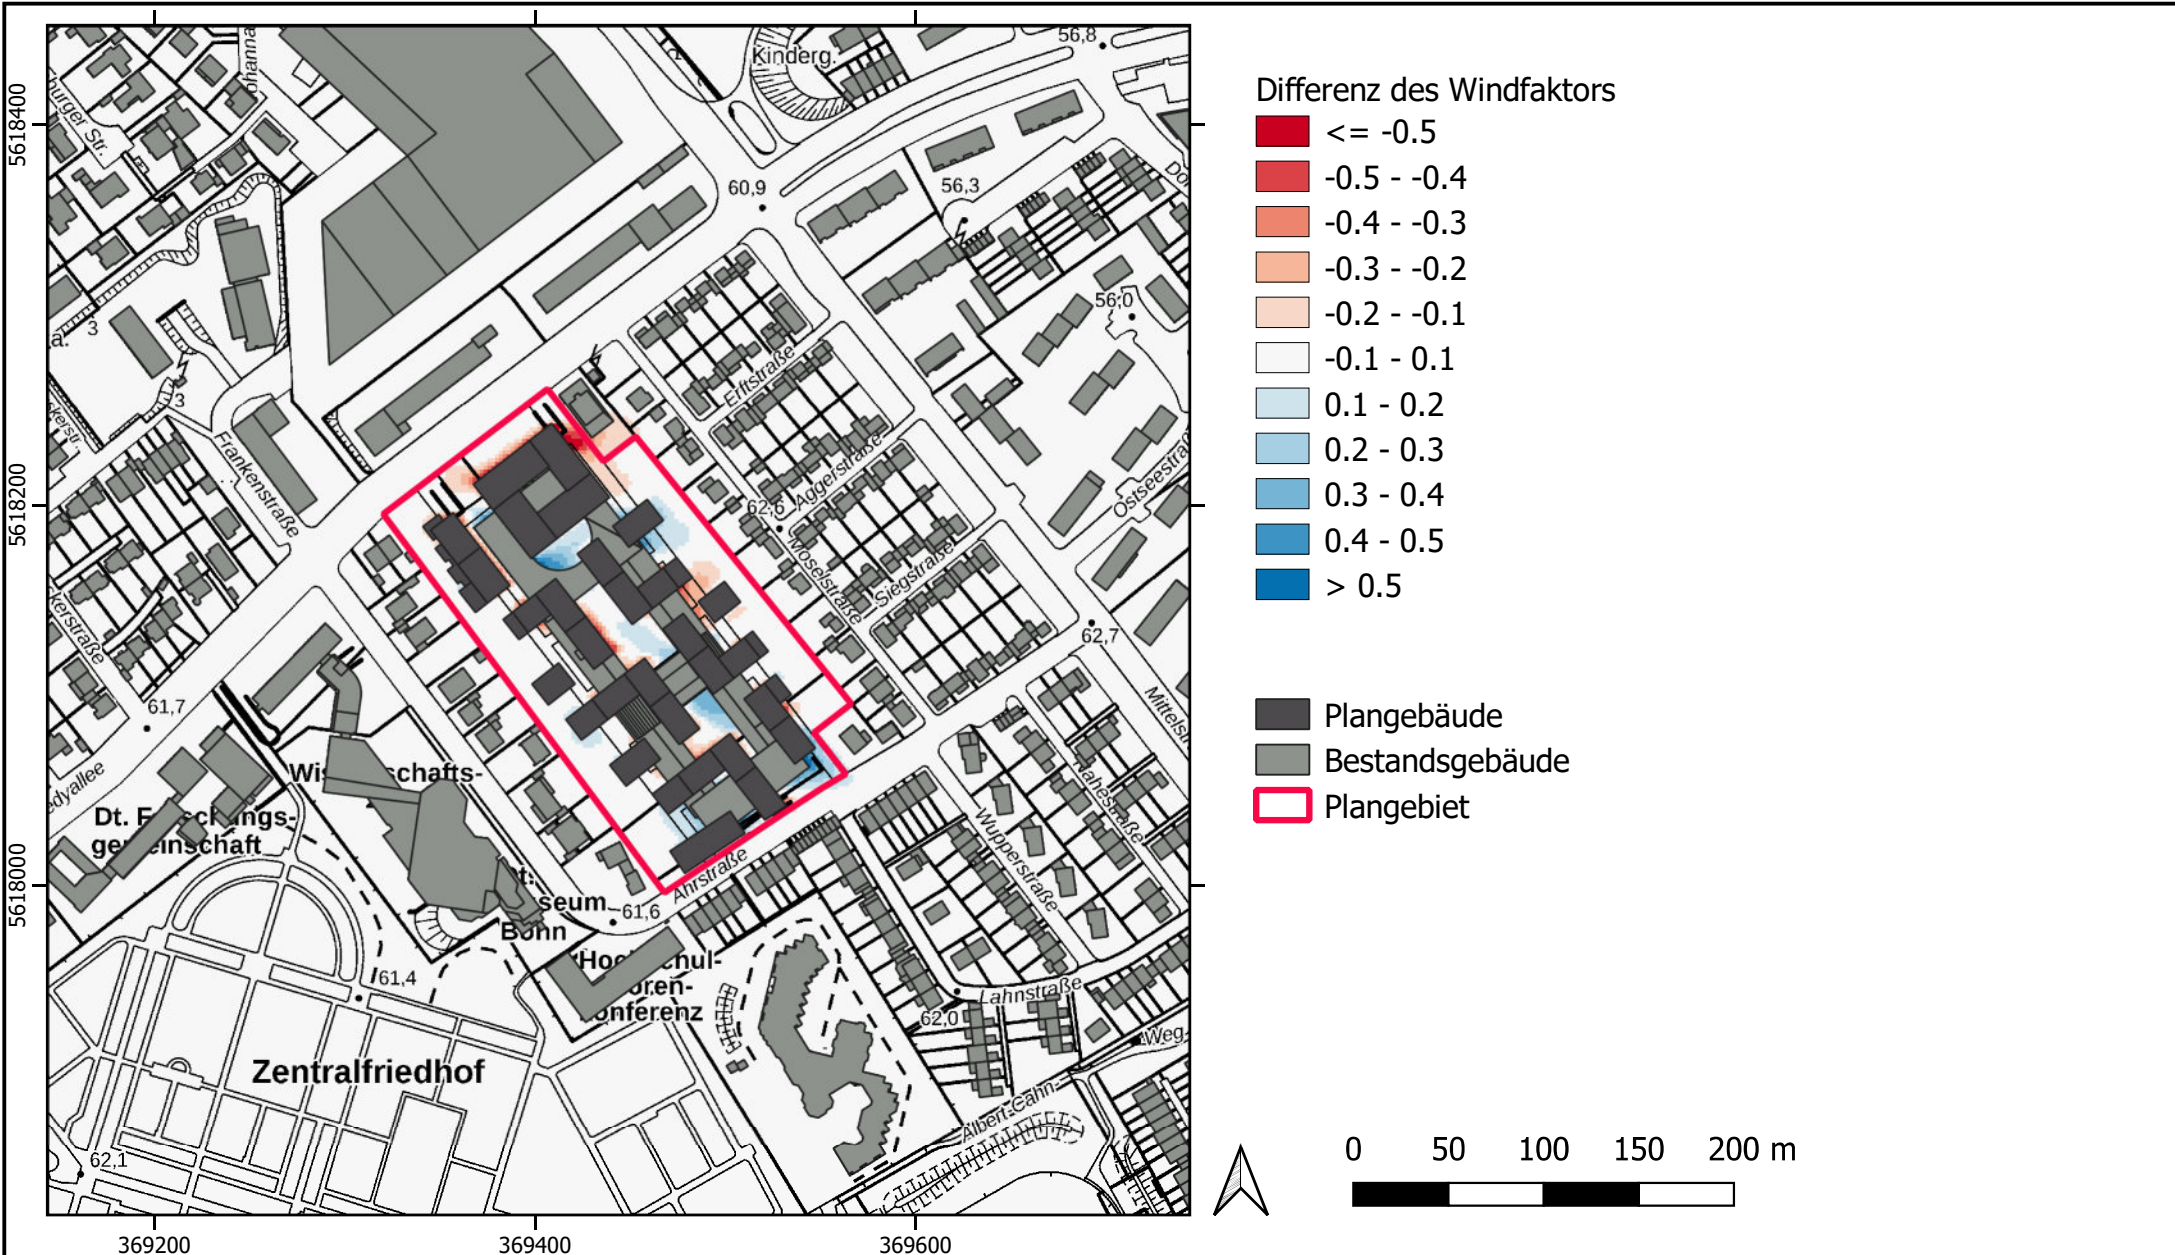 Kinderg.
56,8
5618400
Differenz des Windfaktors
<= -0.5
-0.5 - -0.4
-0.4 - -0.3
-0.3 - -0.2
-0.2 - -0.1
-0.1 - 0.1
0.1 - 0.2
0.2 - 0.3
0.3 - 0.4
0.4 - 0.5
> 0.5
60,9
56,3
56,0
3
3
Erftstraße
Frankenstraße
Aggerstraße
62,6
5618200
Moselstraße
Siegstraße
62,7
61,7
Plangebäude
Bestandsgebäude
Plangebiet
Nahestraße
Wupperstraße
Ahrstraße
5618000
61,6
Bonn
61,4
Lahnstraße
62,0
Weg
Zentralfriedhof
Albert-Cahn-
62,1
0 50 100 150 200 m
369200 369400 369600